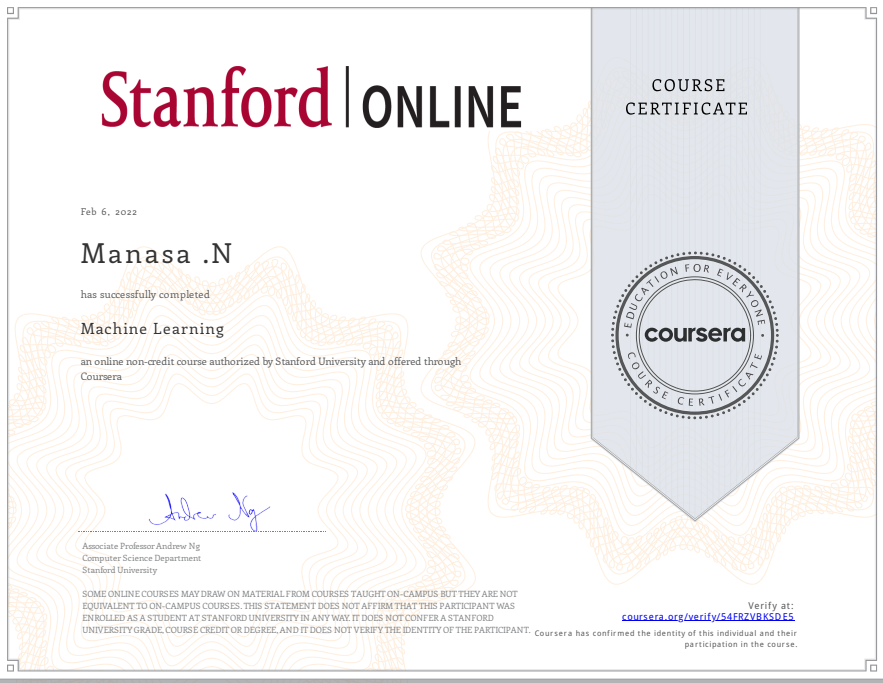 Stanford | ONLINE
COURSE
CERTIFICATE
Feb 6, 2022
Manasa .N
has successfully completed
Machine Learning
an online non-credit course authorized by Stanford University and offered through
Coursera
EDUCATION FOR EVERYONE
coursera
COURSE CERTIFICATE
Andrew Ng
Associate Professor Andrew Ng
Computer Science Department
Stanford University
SOME ONLINE COURSES MAY DRAW ON MATERIAL FROM COURSES TAUGHT ON-CAMPUS BUT THEY ARE NOT
EQUIVALENT TO ON-CAMPUS COURSES. THIS STATEMENT DOES NOT AFFIRM THAT THIS PARTICIPANT WAS
ENROLLED AS A STUDENT AT STANFORD UNIVERSITY IN ANY WAY. IT DOES NOT CONFER A STANFORD
UNIVERSITY GRADE, COURSE CREDIT OR DEGREE, AND IT DOES NOT VERIFY THE IDENTITY OF THE PARTICIPANT.
Verify at:
coursera.org/verify/54FRZVBKSDE5
Coursera has confirmed the identity of this individual and their
participation in the course.